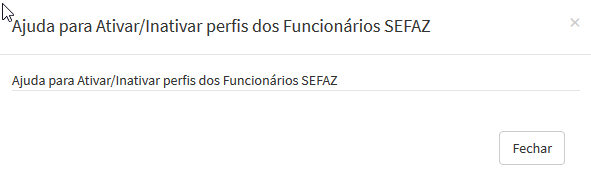 Ajuda para Ativar/Inativar perfis dos Funcionários SEFAZ
×
Ajuda para Ativar/Inativar perfis dos Funcionários SEFAZ
Fechar